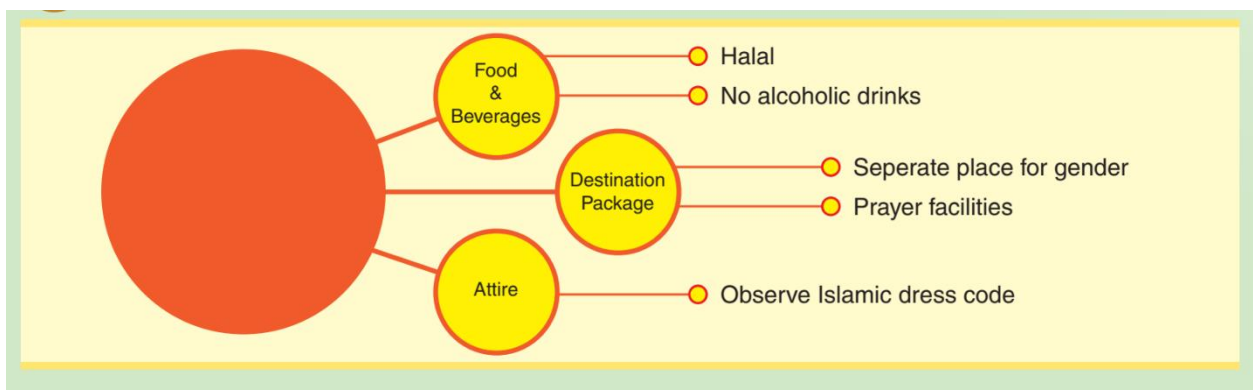 Food
&
Beverages
Halal
No alcoholic drinks
Destination
Package
Seperate place for gender
Prayer facilities
Attire
Observe Islamic dress code